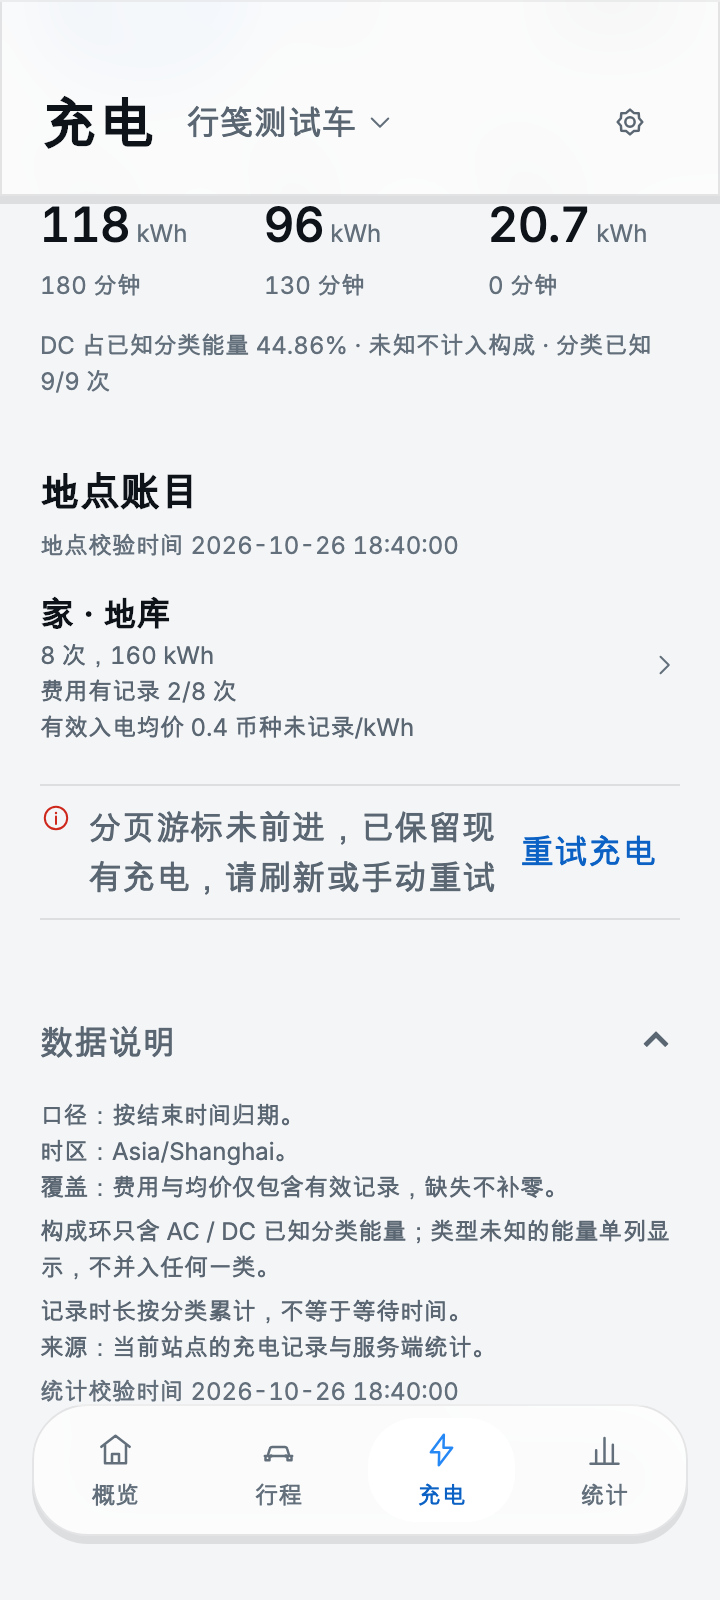 充电 行笺测试车
118 kWh 96 kWh 20.7 kWh
180 分钟 130 分钟 0 分钟
DC 占已知分类能量 44.86% · 未知不计入构成 · 分类已知
9/9 次
地点账目
地点校验时间 2026-10-26 18:40:00
家 · 地库
8 次，160 kWh
费用有记录 2/8 次
有效入电均价 0.4 币种未记录/kWh
分页游标未前进，已保留现
有充电，请刷新或手动重试
重试充电
数据说明
口径：按结束时间归期。
时区：Asia/Shanghai。
覆盖：费用与均价仅包含有效记录，缺失不补零。
构成环只含 AC / DC 已知分类能量；类型未知的能量单列显
示，不并入任何一类。
记录时长按分类累计，不等于等待时间。
来源：当前站点的充电记录与服务端统计。
统计校验时间 2026-10-26 18:40:00
概览 行程 充电 统计